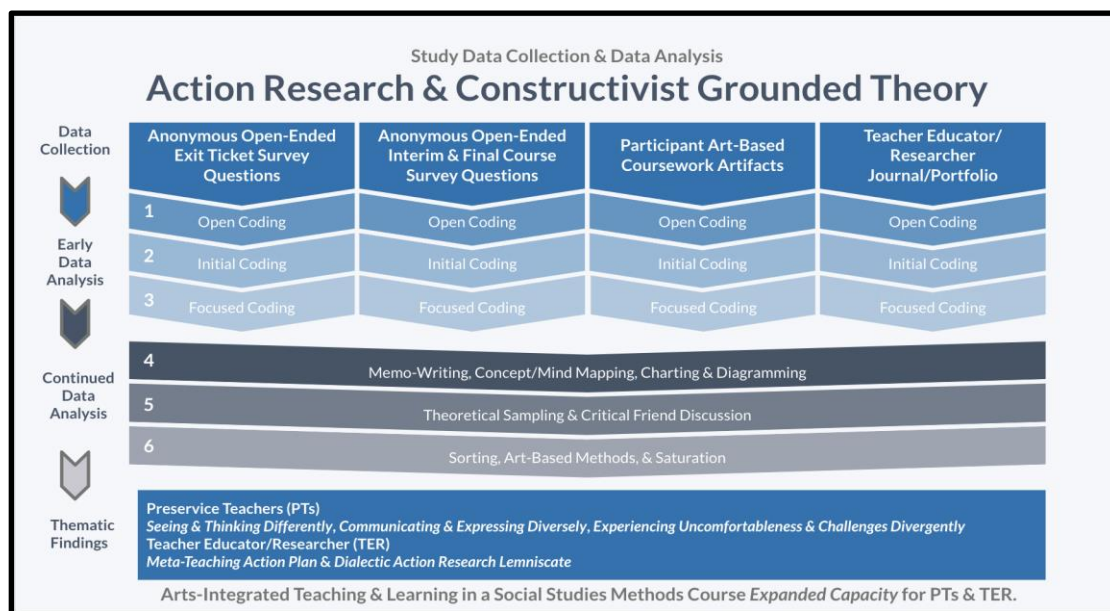 Study Data Collection & Data Analysis
Action Research & Constructivist Grounded Theory
Data
Collection
Anonymous Open-Ended
Exit Ticket Survey
Questions
Anonymous Open-Ended
Interim & Final Course
Survey Questions
Participant Art-Based
Coursework Artifacts
Teacher Educator/
Researcher
Journal/Portfolio
Early
Data
Analysis
1
Open Coding
Open Coding
Open Coding
Open Coding
2
Initial Coding
Initial Coding
Initial Coding
Initial Coding
3
Focused Coding
Focused Coding
Focused Coding
Focused Coding
Continued
Data
Analysis
4
Memo-Writing, Concept/Mind Mapping, Charting & Diagramming
5
Theoretical Sampling & Critical Friend Discussion
6
Sorting, Art-Based Methods, & Saturation
Thematic
Findings
Preservice Teachers (PTs)
Seeing & Thinking Differently, Communicating & Expressing Diversely, Experiencing Uncomfortableness & Challenges Divergently
Teacher Educator/Researcher (TER)
Meta-Teaching Action Plan & Dialectic Action Research Lemniscate
Arts-Integrated Teaching & Learning in a Social Studies Methods Course Expanded Capacity for PTs & TER.